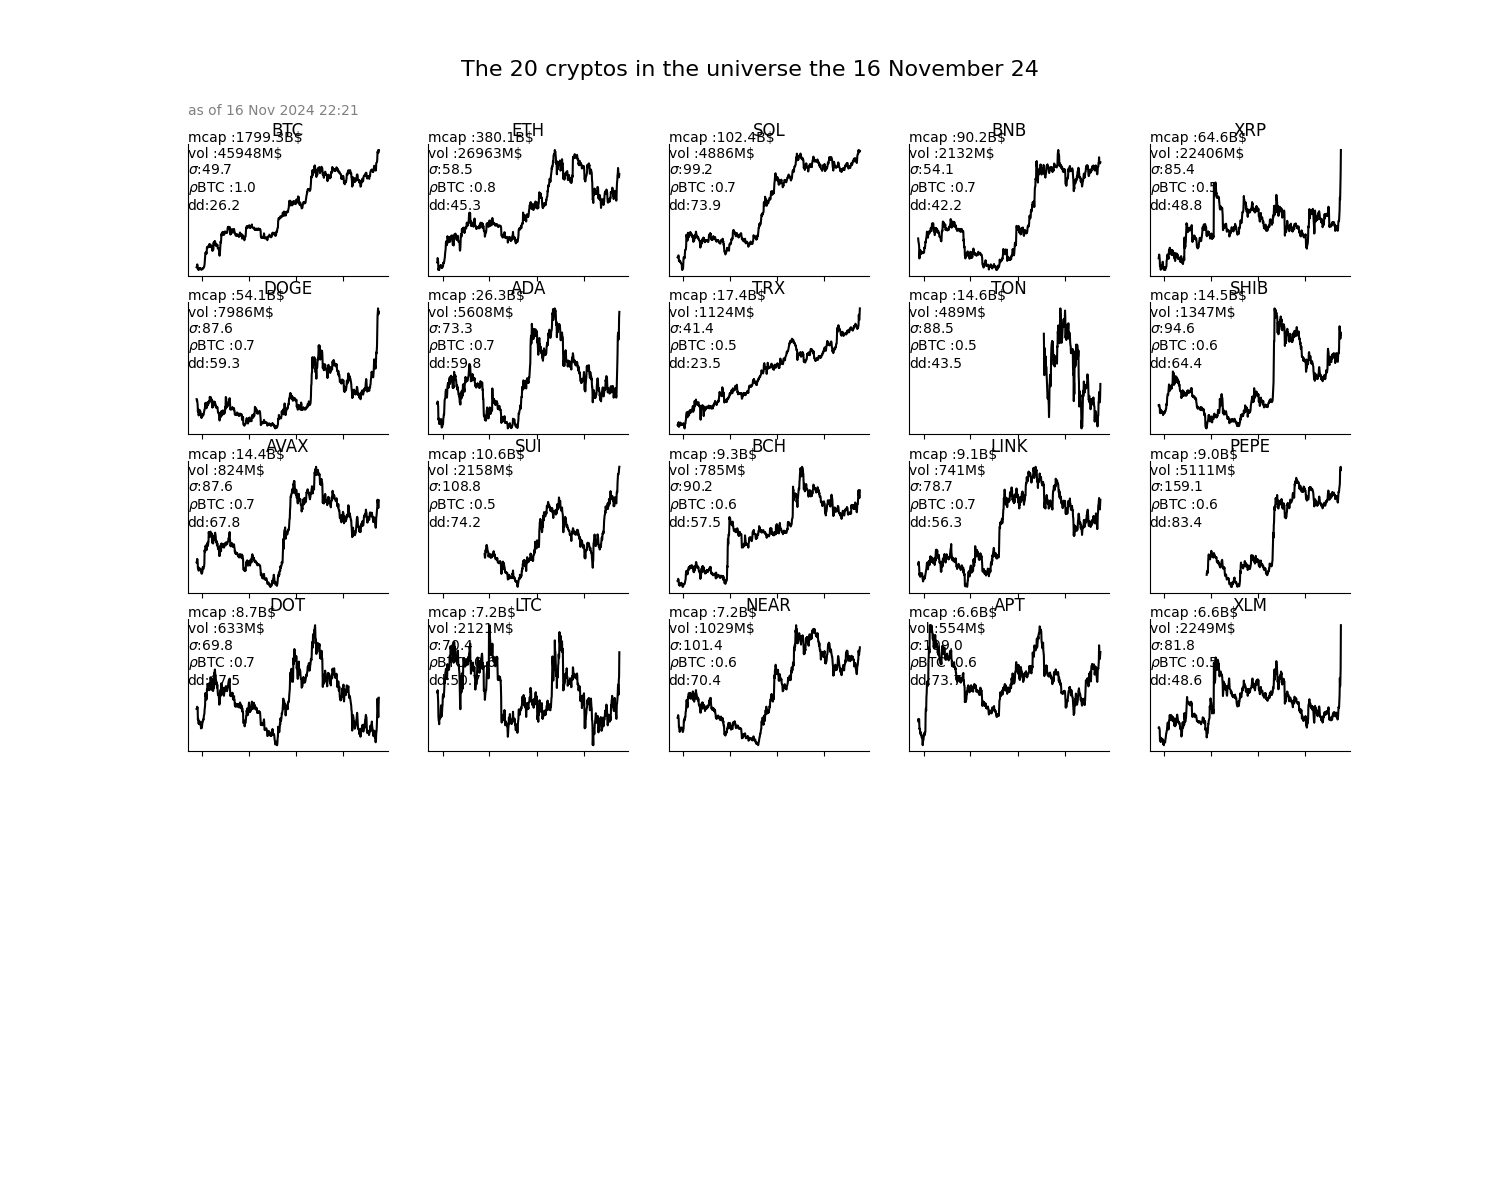 The 20 cryptos in the universe the 16 November 24
as of 16 Nov 2024 22:21
BTC
mcap :1799.3B$
vol :45948M$
σ:49.7
ρBTC :1.0
dd:26.2
ETH
mcap :380.1B$
vol :26963M$
σ:58.5
ρBTC :0.8
dd:45.3
SOL
mcap :102.4B$
vol :4886M$
σ:99.2
ρBTC :0.7
dd:73.9
BNB
mcap :90.2B$
vol :2132M$
σ:54.1
ρBTC :0.7
dd:42.2
XRP
mcap :64.6B$
vol :22406M$
σ:85.4
ρBTC :0.5
dd:48.8
DOGE
mcap :54.1B$
vol :7986M$
σ:87.6
ρBTC :0.7
dd:59.3
ADA
mcap :26.3B$
vol :5608M$
σ:73.3
ρBTC :0.7
dd:59.8
TRX
mcap :17.4B$
vol :1124M$
σ:41.4
ρBTC :0.5
dd:23.5
TON
mcap :14.6B$
vol :489M$
σ:88.5
ρBTC :0.5
dd:43.5
SHIB
mcap :14.5B$
vol :1347M$
σ:94.6
ρBTC :0.6
dd:64.4
AVAX
mcap :14.4B$
vol :824M$
σ:87.6
ρBTC :0.7
dd:67.8
SUI
mcap :10.6B$
vol :2158M$
σ:108.8
ρBTC :0.5
dd:74.2
BCH
mcap :9.3B$
vol :785M$
σ:90.2
ρBTC :0.6
dd:57.5
LINK
mcap :9.1B$
vol :741M$
σ:78.7
ρBTC :0.7
dd:56.3
PEPE
mcap :9.0B$
vol :5111M$
σ:159.1
ρBTC :0.6
dd:83.4
DOT
mcap :8.7B$
vol :633M$
σ:69.8
ρBTC :0.7
LTC
mcap :7.2B$
vol :2121M$
σ:70.4
NEAR
mcap :7.2B$
vol :1029M$
σ:101.4
ρBTC :0.6
dd:70.4
APT
mcap :6.6B$
vol :554M$
ρBTC :0.6
XLM
mcap :6.6B$
vol :2249M$
σ:81.8
ρBTC :0.5
dd:48.6